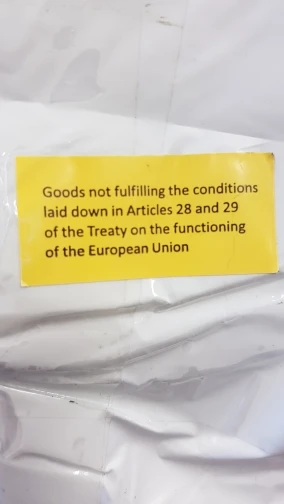 Goods not fulfilling the conditions
laid down in Articles 28 and 29
of the Treaty on the functioning
of the European Union